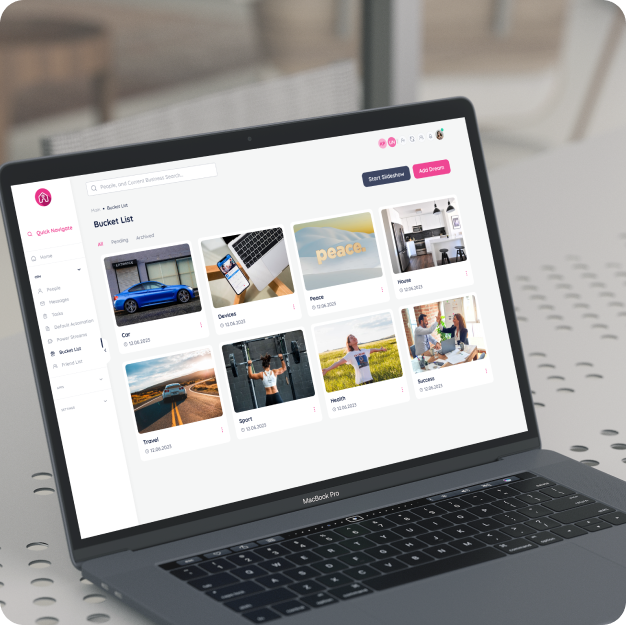 People, and Content Business Search...
Start Slideshow
Add Dream
Quick Navigate
Bucket List
Bucket List
Home
All
Pending
Archived
People
Messages
Tasks
Default Automation
Power Streams
Bucket List
Friend List
Car
12.06.2023
Devices
12.06.2023
peace.
Peace
12.06.2023
House
12.06.2023
Travel
12.06.2023
Sport
12.06.2023
Health
12.06.2023
Success
12.06.2023
MacBook Pro